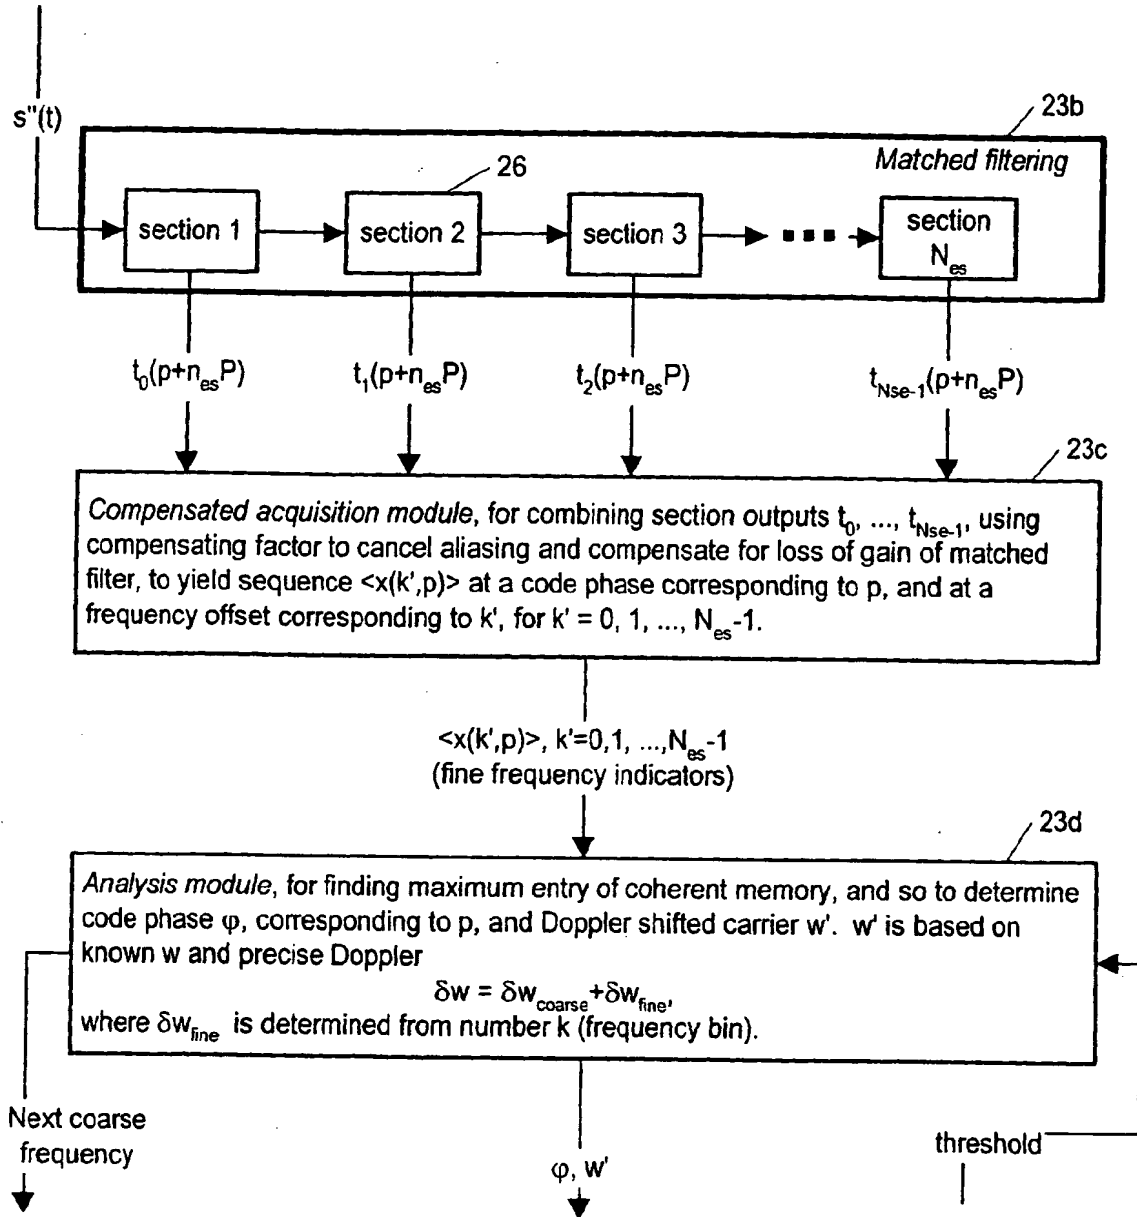 s"(t)
23b
Matched filtering
26
section 1
section 2
section 3
section
N_es
t_0(p+n_esP)
t_1(p+n_esP)
t_2(p+n_esP)
t_Nse-1(p+n_esP)
23c
Compensated acquisition module, for combining section outputs t_0, ..., t_Nse-1, using
compensating factor to cancel aliasing and compensate for loss of gain of matched
filter, to yield sequence <x(k',p)> at a code phase corresponding to p, and at a
frequency offset corresponding to k', for k' = 0, 1, ..., N_es-1.
<x(k',p)>, k'=0,1, ...,N_es-1
(fine frequency indicators)
23d
Analysis module, for finding maximum entry of coherent memory, and so to determine
code phase φ, corresponding to p, and Doppler shifted carrier w'. w' is based on
known w and precise Doppler
δw = δw_coarse+δw_fine,
where δw_fine is determined from number k (frequency bin).
Next coarse
frequency
φ, w'
threshold